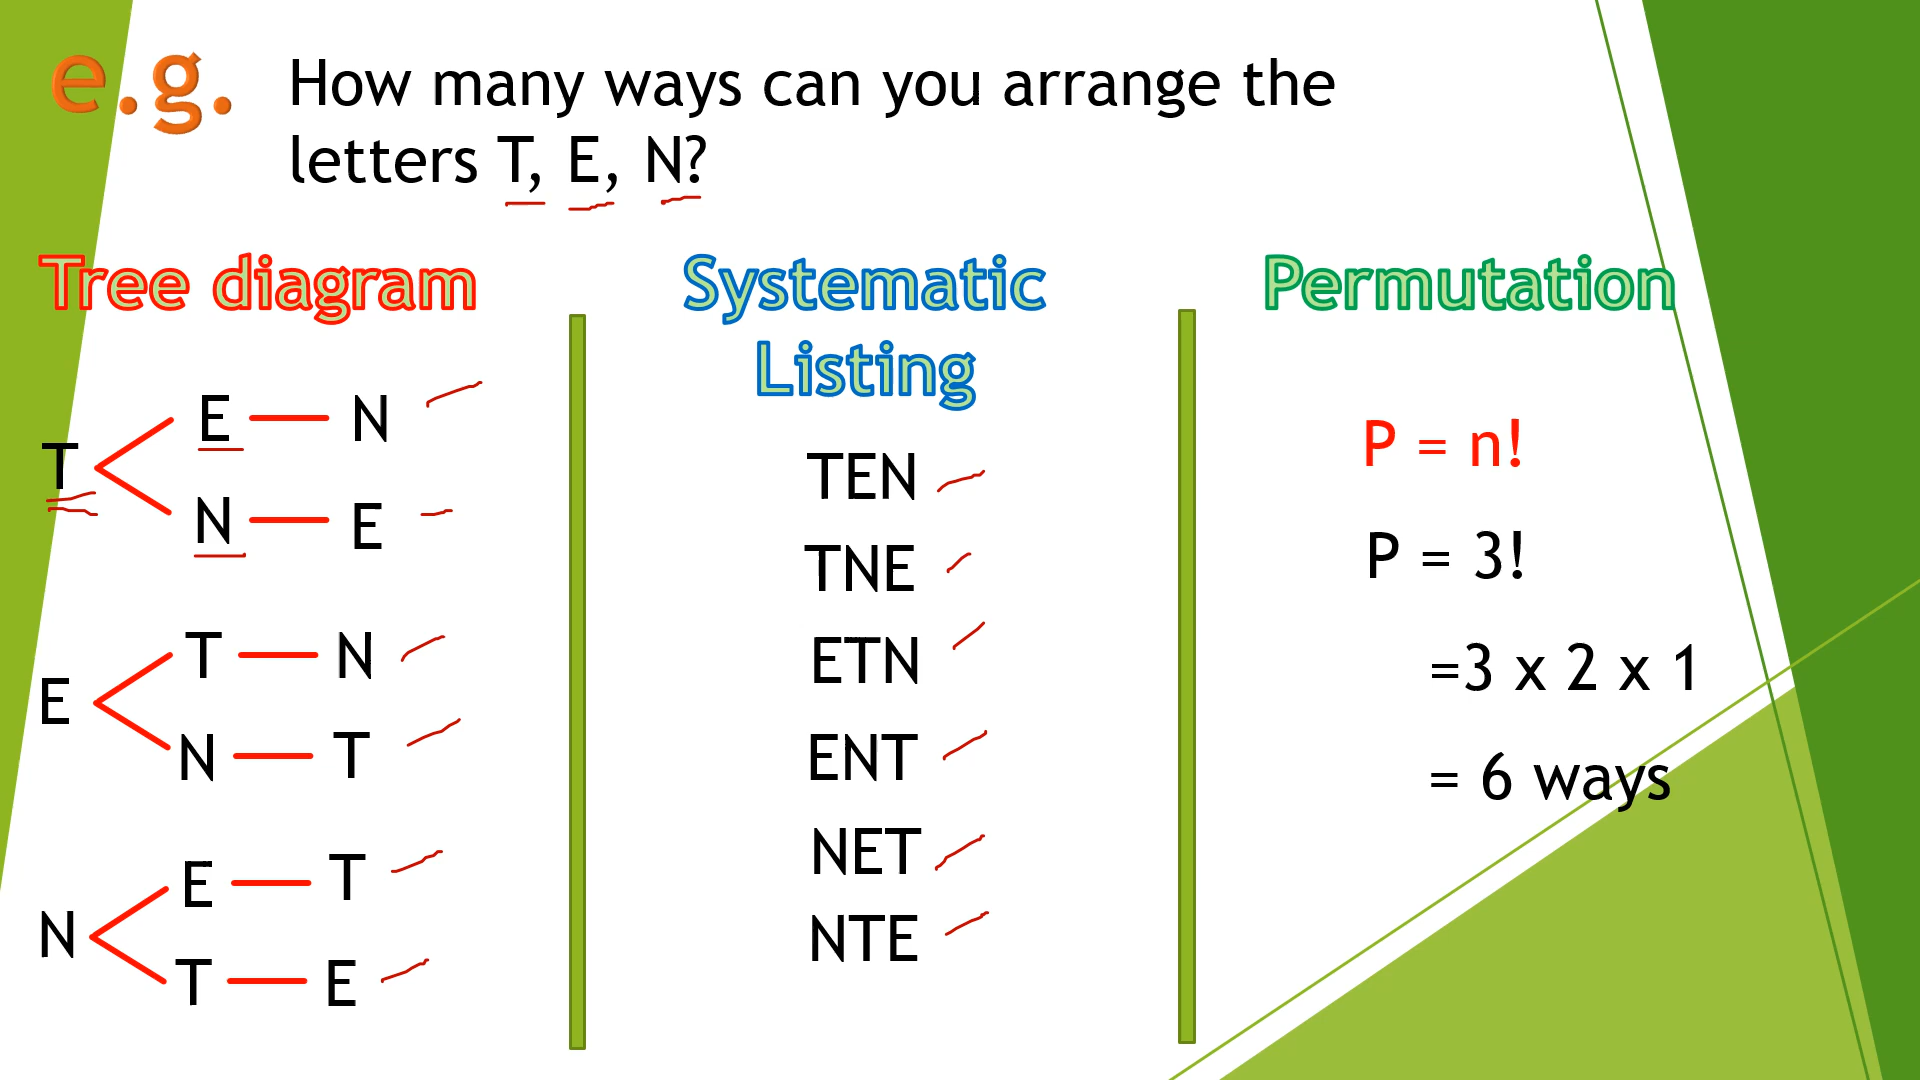 e.g.
How many ways can you arrange the
letters T, E, N?
Tree diagram
T
E N
N E
E
T N
N T
N
E T
T E
Systematic
Listing
TEN
TNE
ETN
ENT
NET
NTE
Permutation
P = n!
P = 3!
=3 x 2 x 1
= 6 ways